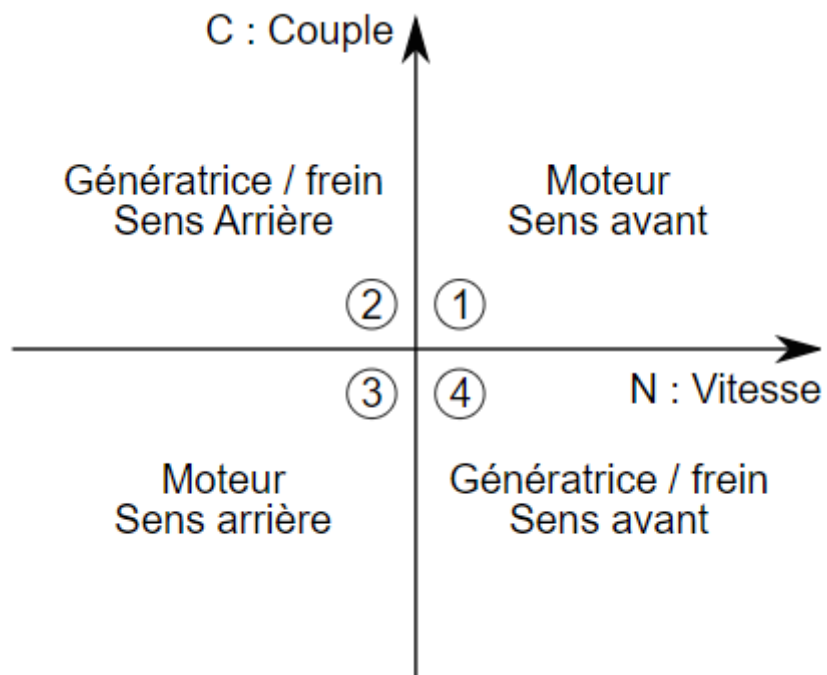 C : Couple
Génératrice / frein
Sens Arrière
Moteur
Sens avant
2
1
3
4
N : Vitesse
Moteur
Sens arrière
Génératrice / frein
Sens avant